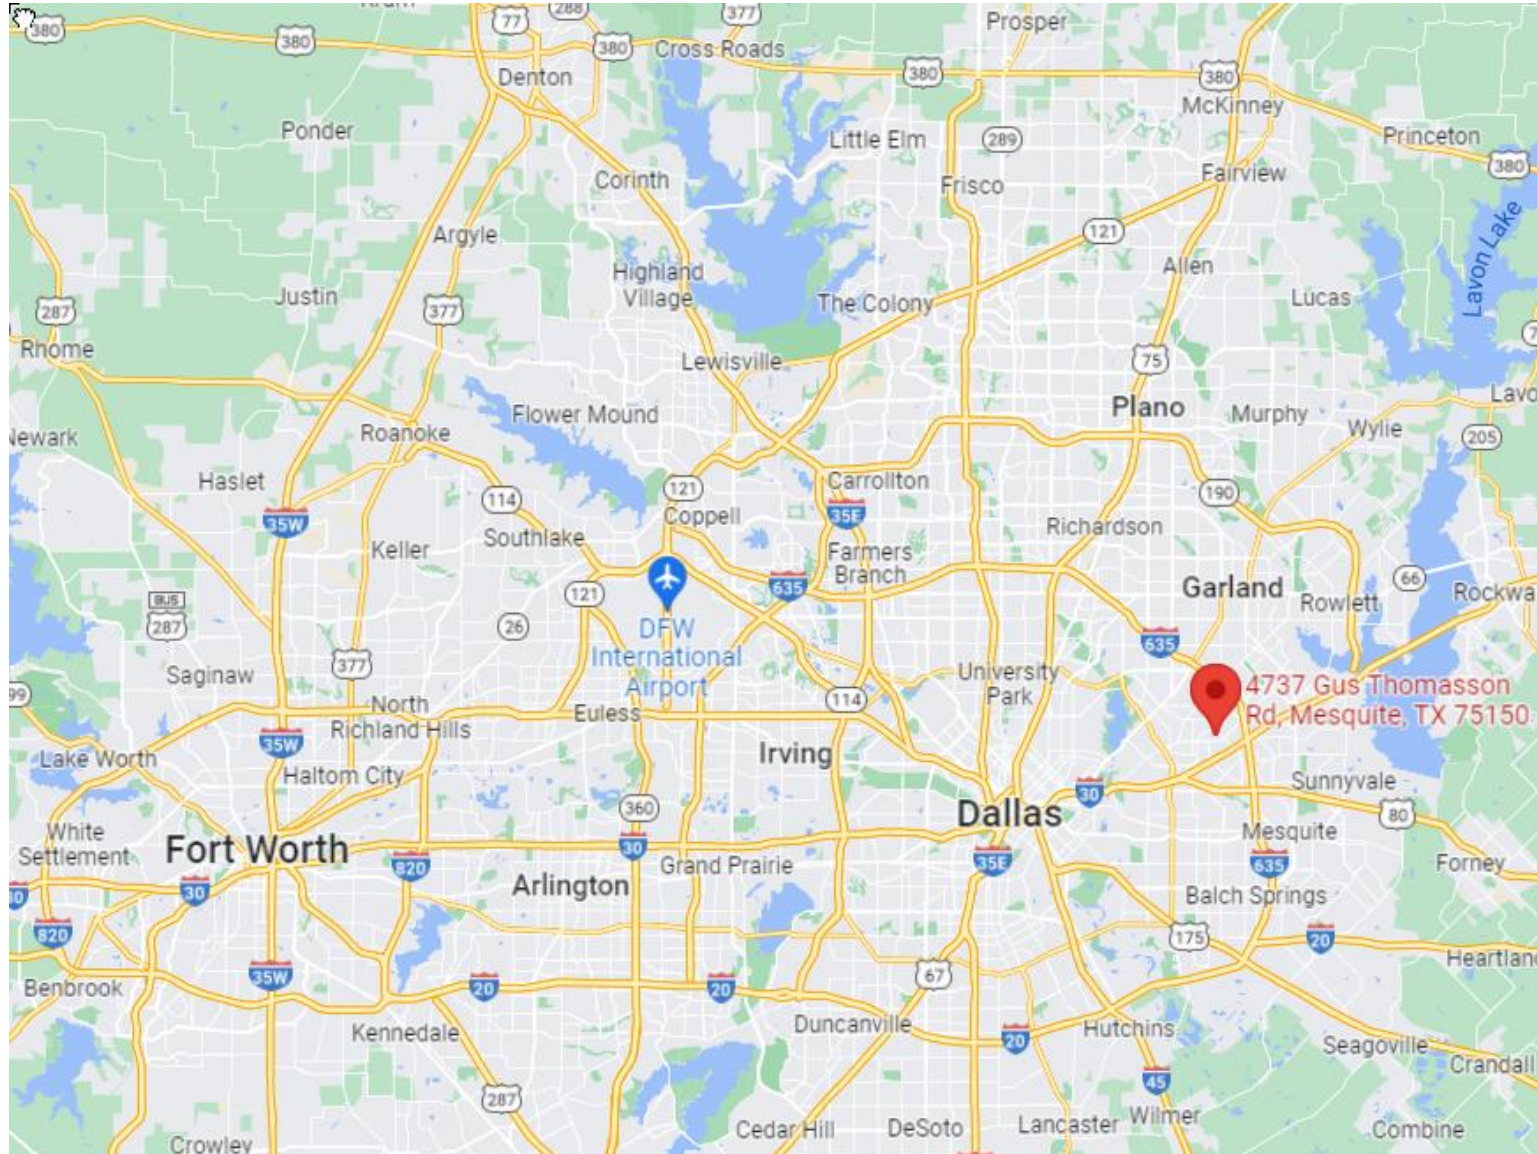 380
380
77
288
377
Prosper
380
Cross Roads
Denton
380
380
McKinney
Ponder
Little Elm
289
Princeton
380
Corinth
Frisco
Fairview
Argyle
121
Lavon Lake
Highland
Village
Allen
Justin
The Colony
Lucas
287
377
Rhome
Lewisville
75
Flower Mound
Plano
Murphy
Roanoke
Wylie
205
Haslet
Carrollton
114
121
190
35W
Coppell
35E
Richardson
Southlake
Keller
Farmers
Branch
635
66
121
Garland
Rowlett
BUS
287
26
DFW
International
Airport
635
377
Saginaw
University
Park
4737 Gus Thomasson
Rd, Mesquite, TX 75150
North
Richland Hills
Euless
114
35W
Irving
Lake Worth
Haltom City
Sunnyvale
30
360
Dallas
80
White
Settlement
Fort Worth
30
Mesquite
35E
Grand Prairie
820
635
Forney
30
Arlington
Balch Springs
820
175
20
35W
67
Benbrook
20
20
Kennedale
Duncanville
20
Hutchins
Seagoville
Crandall
45
287
Crowley
Cedar Hill
DeSoto
Lancaster
Wilmer
Combine